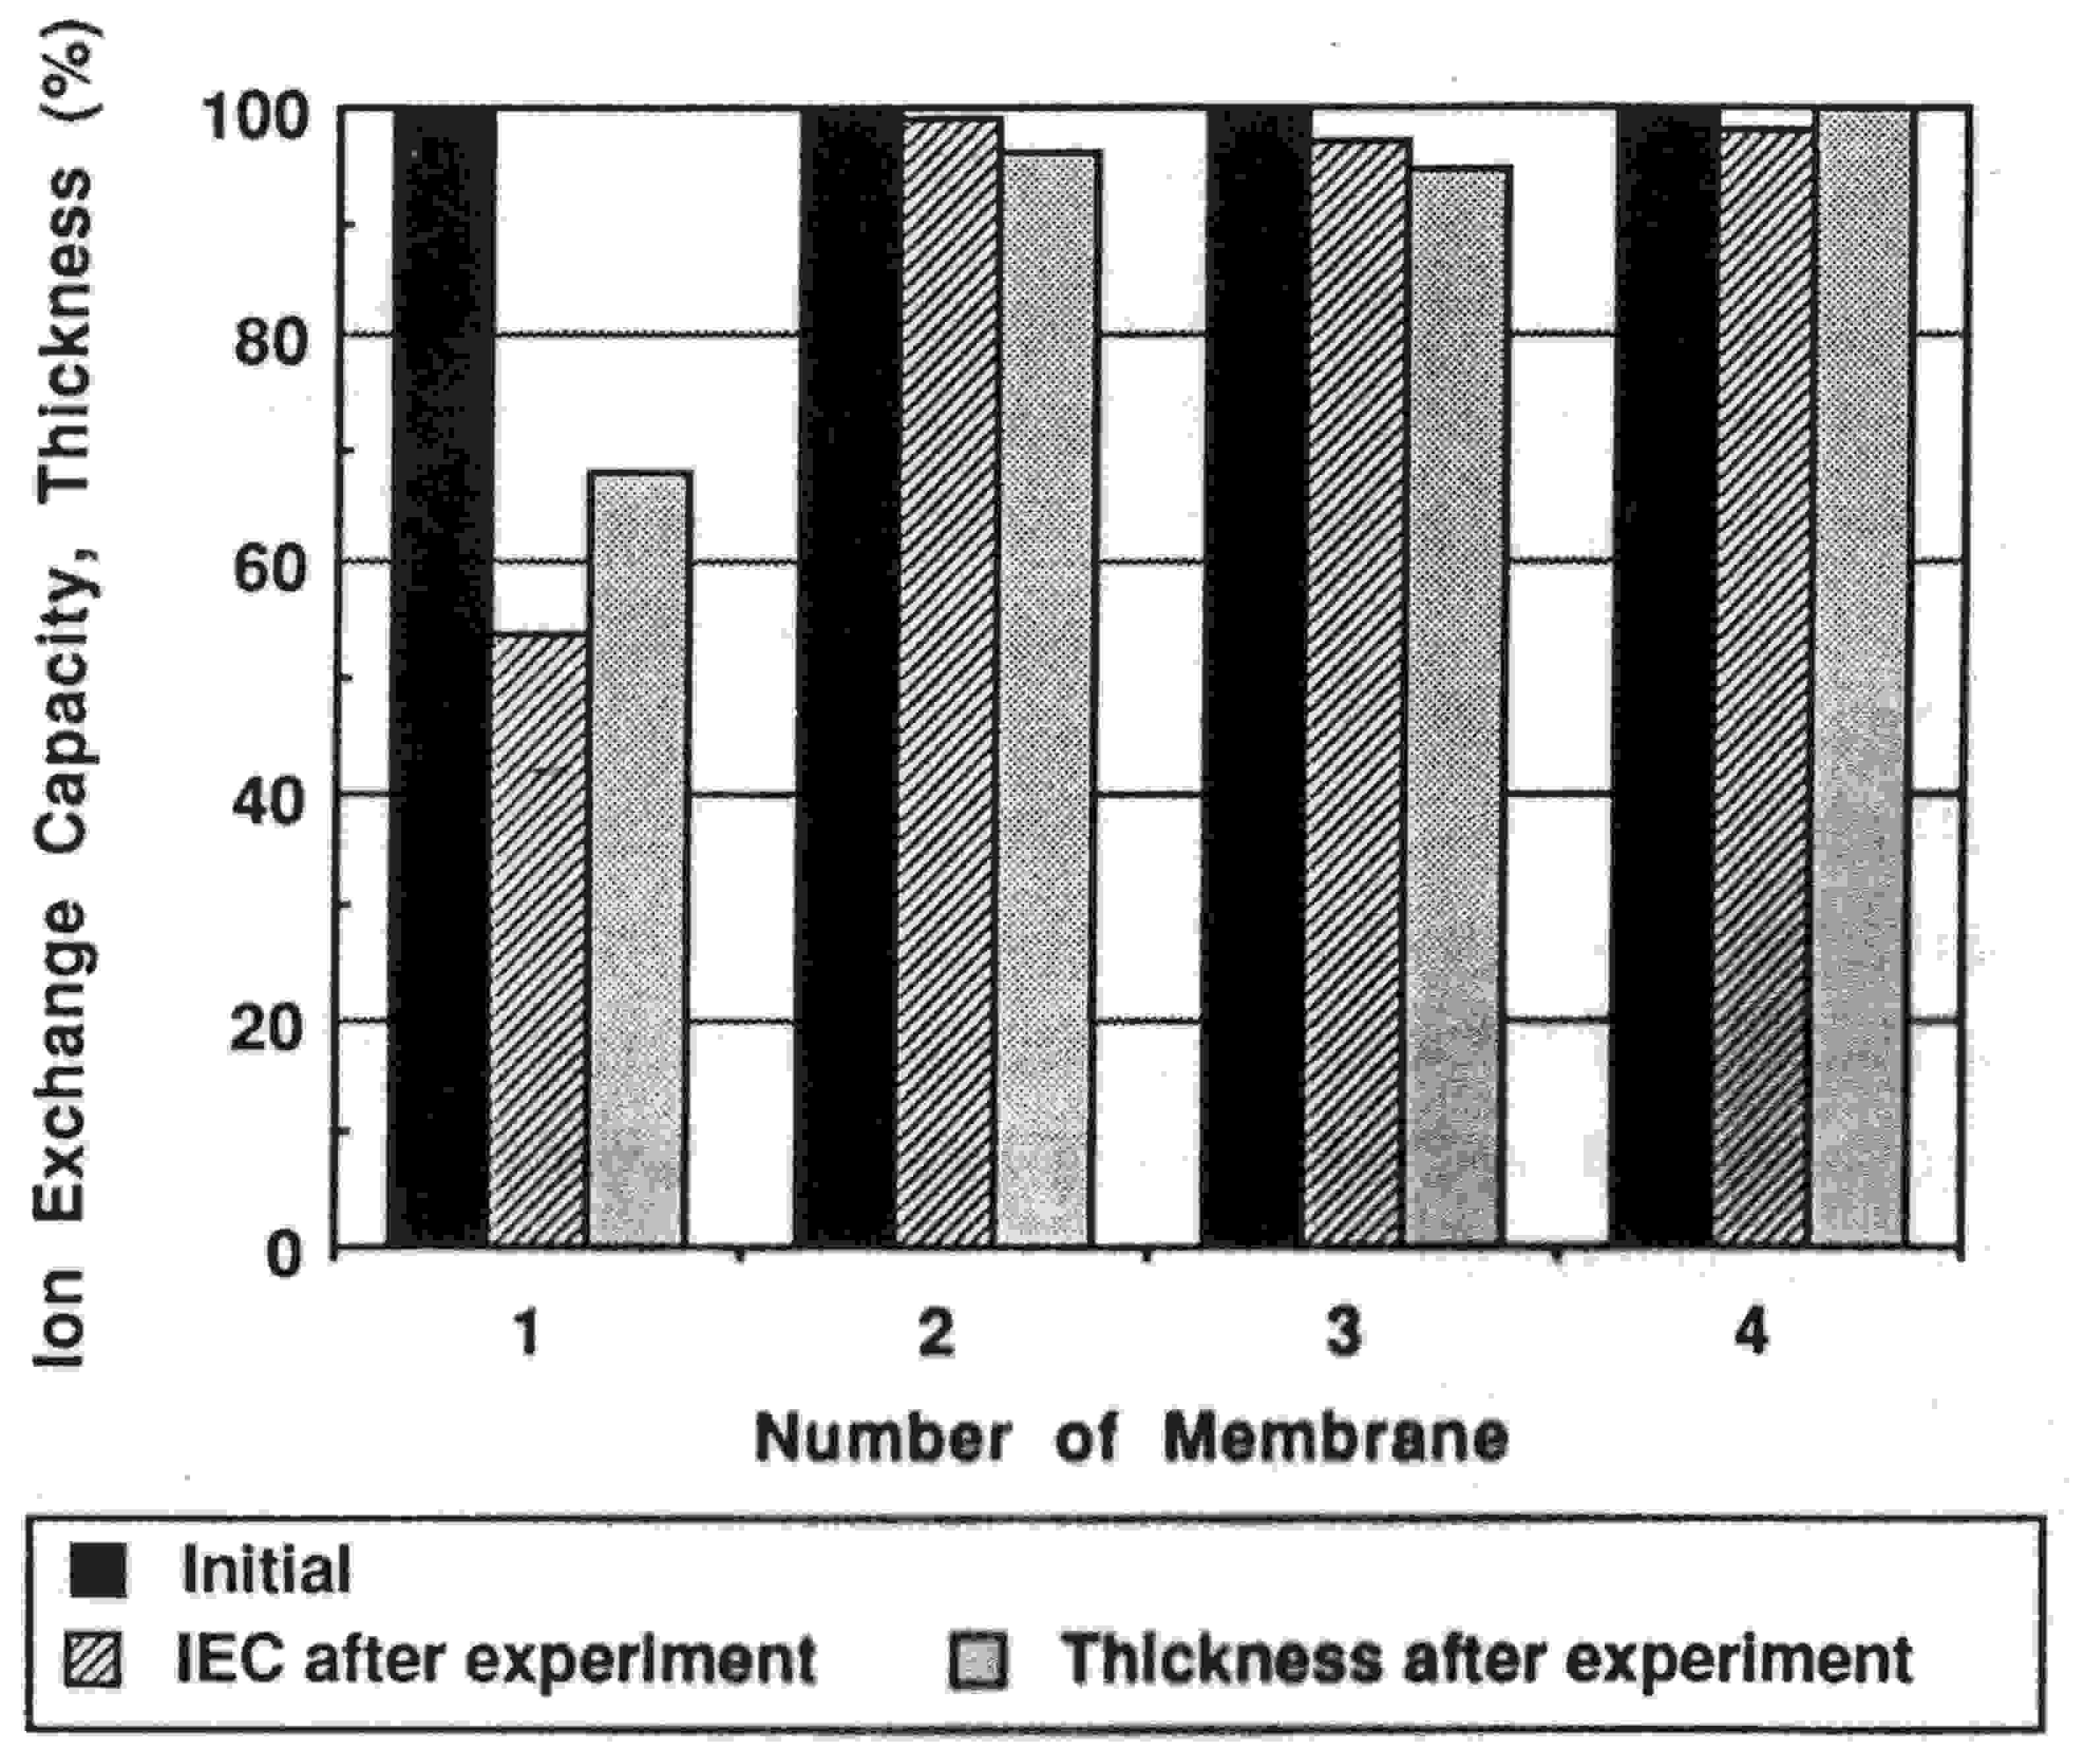 Ion Exchange Capacity, Thickness (%)
100
80
60
40
20
0
1 2 3 4
Number of Membrane
Initial
IEC after experiment Thickness after experiment